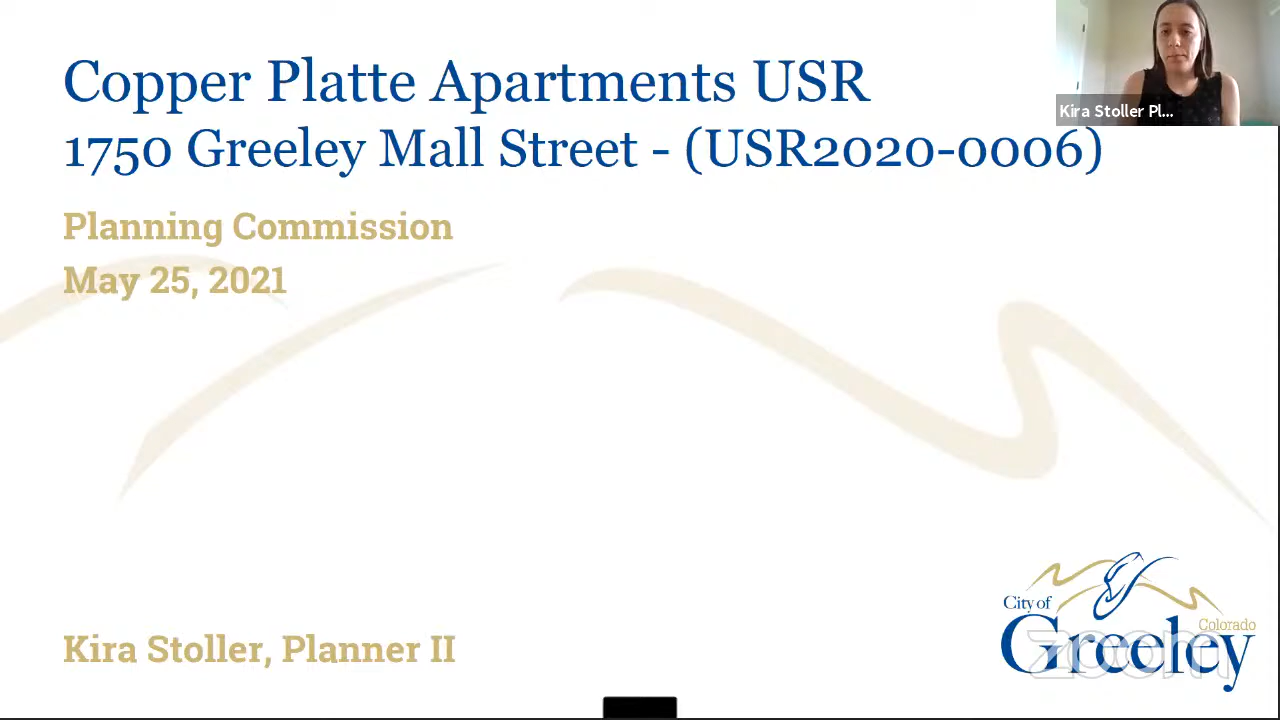 Copper Platte Apartments USR
1750 Greeley Mall Street - (USR2020-0006)
Kira Stoller Pl...
Planning Commission
May 25, 2021
Kira Stoller, Planner II
City of
Colorado
Greeley
zoom